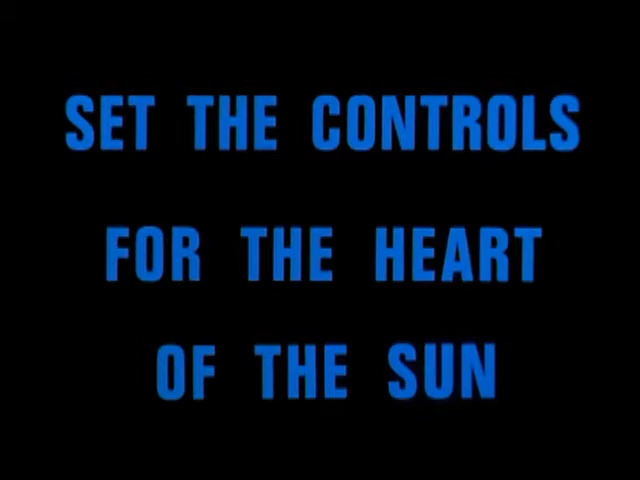 SET THE CONTROLS
FOR THE HEART
OF THE SUN